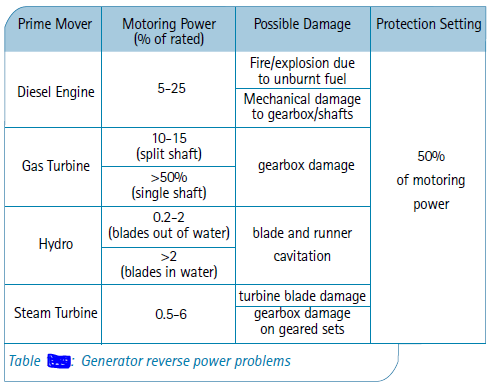 Prime Mover
Motoring Power
(% of rated)
Possible Damage
Protection Setting
Diesel Engine
5-25
Fire/explosion due
to unburnt fuel
Mechanical damage
to gearbox/shafts
Gas Turbine
10-15
(split shaft)
>50%
(single shaft)
gearbox damage
50%
of motoring
power
Hydro
0.2-2
(blades out of water)
>2
(blades in water)
blade and runner
cavitation
Steam Turbine
0.5-6
turbine blade damage
gearbox damage
on geared sets
Table : Generator reverse power problems